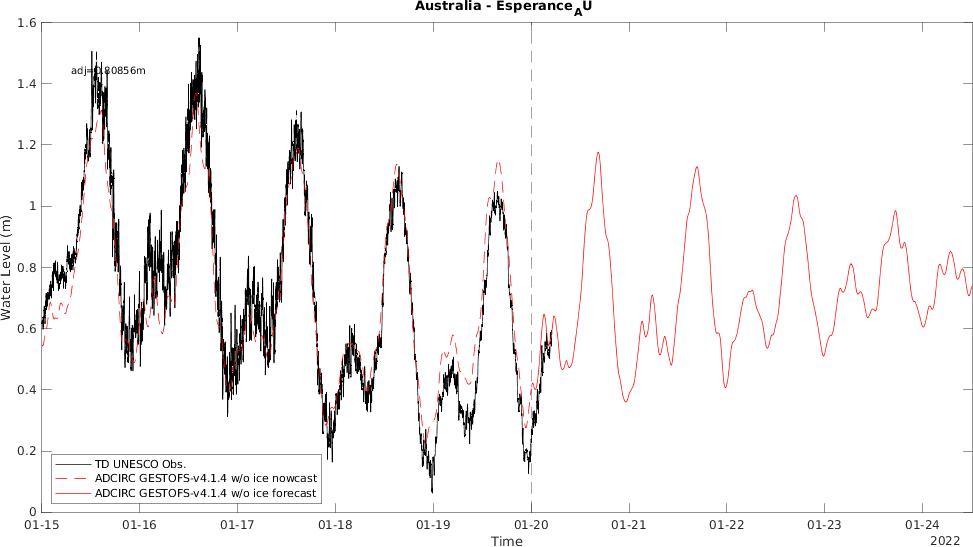 Australia - Esperance_AU
1.6
adj=0.80856m
1.4
1.2
1
0.8
0.6
0.4
0.2
0
Water Level (m)
TD UNESCO Obs.
ADCIRC GESTOFS-v4.1.4 w/o ice nowcast
ADCIRC GESTOFS-v4.1.4 w/o ice forecast
01-15 01-16 01-17 01-18 01-19 01-20 01-21 01-22 01-23 01-24
Time
2022